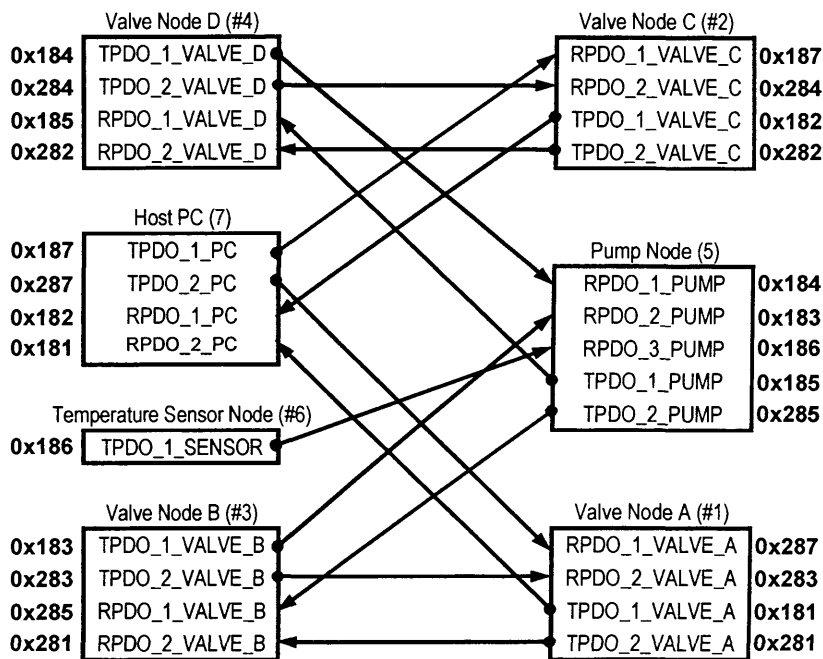 Valve Node D (#4)
0x184 TPDO_1_VALVE_D
0x284 TPDO_2_VALVE_D
0x185 RPDO_1_VALVE_D
0x282 RPDO_2_VALVE_D
Valve Node C (#2)
RPDO_1_VALVE_C 0x187
RPDO_2_VALVE_C 0x284
TPDO_1_VALVE_C 0x182
TPDO_2_VALVE_C 0x282
Host PC (7)
0x187 TPDO_1_PC
0x287 TPDO_2_PC
0x182 RPDO_1_PC
0x181 RPDO_2_PC
Pump Node (5)
RPDO_1_PUMP 0x184
RPDO_2_PUMP 0x183
RPDO_3_PUMP 0x186
TPDO_1_PUMP 0x185
TPDO_2_PUMP 0x285
Temperature Sensor Node (#6)
0x186 TPDO_1_SENSOR
Valve Node B (#3)
0x183 TPDO_1_VALVE_B
0x283 TPDO_2_VALVE_B
0x285 RPDO_1_VALVE_B
0x281 RPDO_2_VALVE_B
Valve Node A (#1)
RPDO_1_VALVE_A 0x287
RPDO_2_VALVE_A 0x283
TPDO_1_VALVE_A 0x181
TPDO_2_VALVE_A 0x281